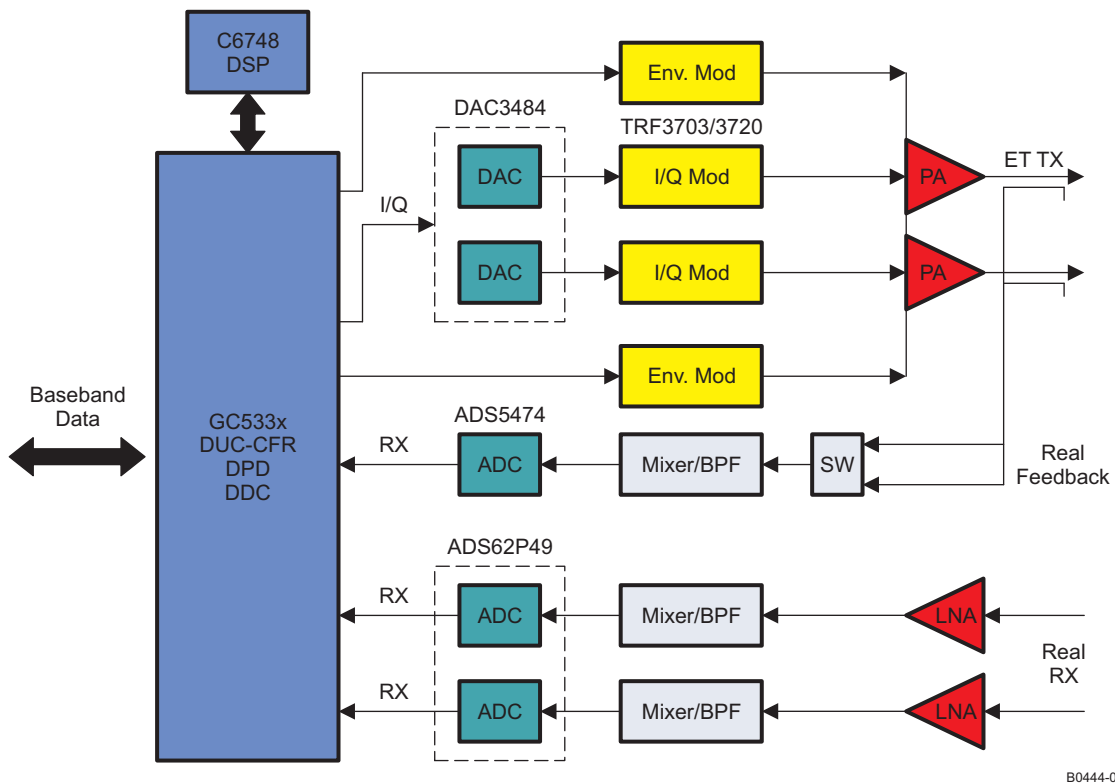 C6748
DSP
Env. Mod
DAC3484
TRF3703/3720
DAC
I/Q Mod
PA
ET TX
I/Q
DAC
I/Q Mod
PA
Env. Mod
Baseband
Data
GC533x
DUC-CFR
DPD
DDC
ADS5474
RX
ADC
Mixer/BPF
SW
Real
Feedback
ADS62P49
RX
ADC
Mixer/BPF
LNA
Real
RX
RX
ADC
Mixer/BPF
LNA
B0444-0